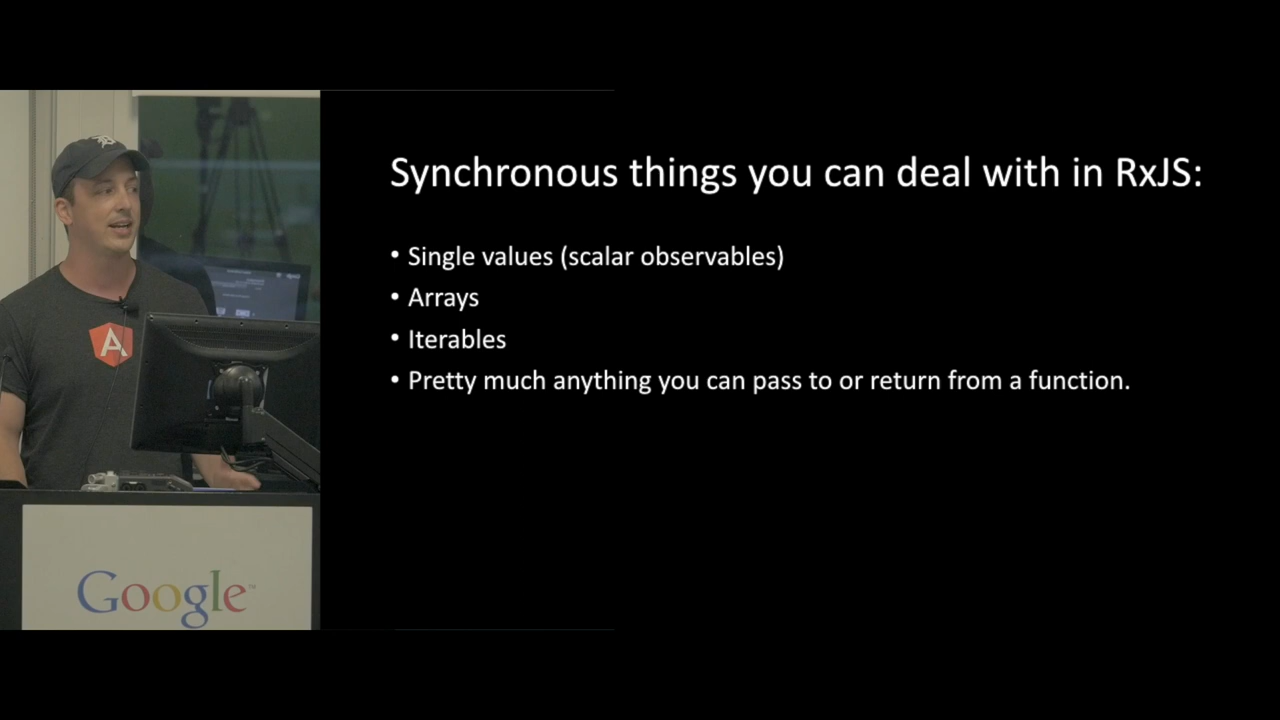 Synchronous things you can deal with in RxJS:
• Single values (scalar observables)
• Arrays
• Iterables
• Pretty much anything you can pass to or return from a function.
A
Google